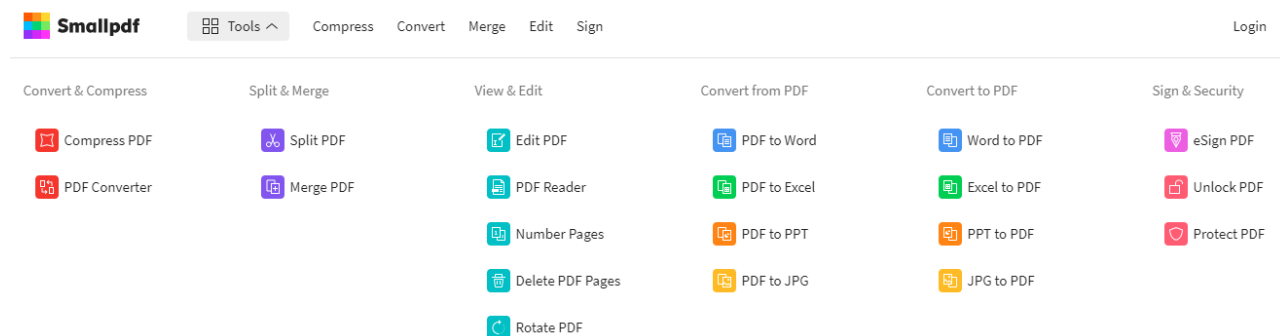 Smallpdf
Tools
Compress
Convert
Merge
Edit
Sign
Login
Convert & Compress
Compress PDF
PDF Converter
Split & Merge
Split PDF
Merge PDF
View & Edit
Edit PDF
PDF Reader
Number Pages
Delete PDF Pages
Rotate PDF
Convert from PDF
PDF to Word
PDF to Excel
PDF to PPT
PDF to JPG
Convert to PDF
Word to PDF
Excel to PDF
PPT to PDF
JPG to PDF
Sign & Security
eSign PDF
Unlock PDF
Protect PDF